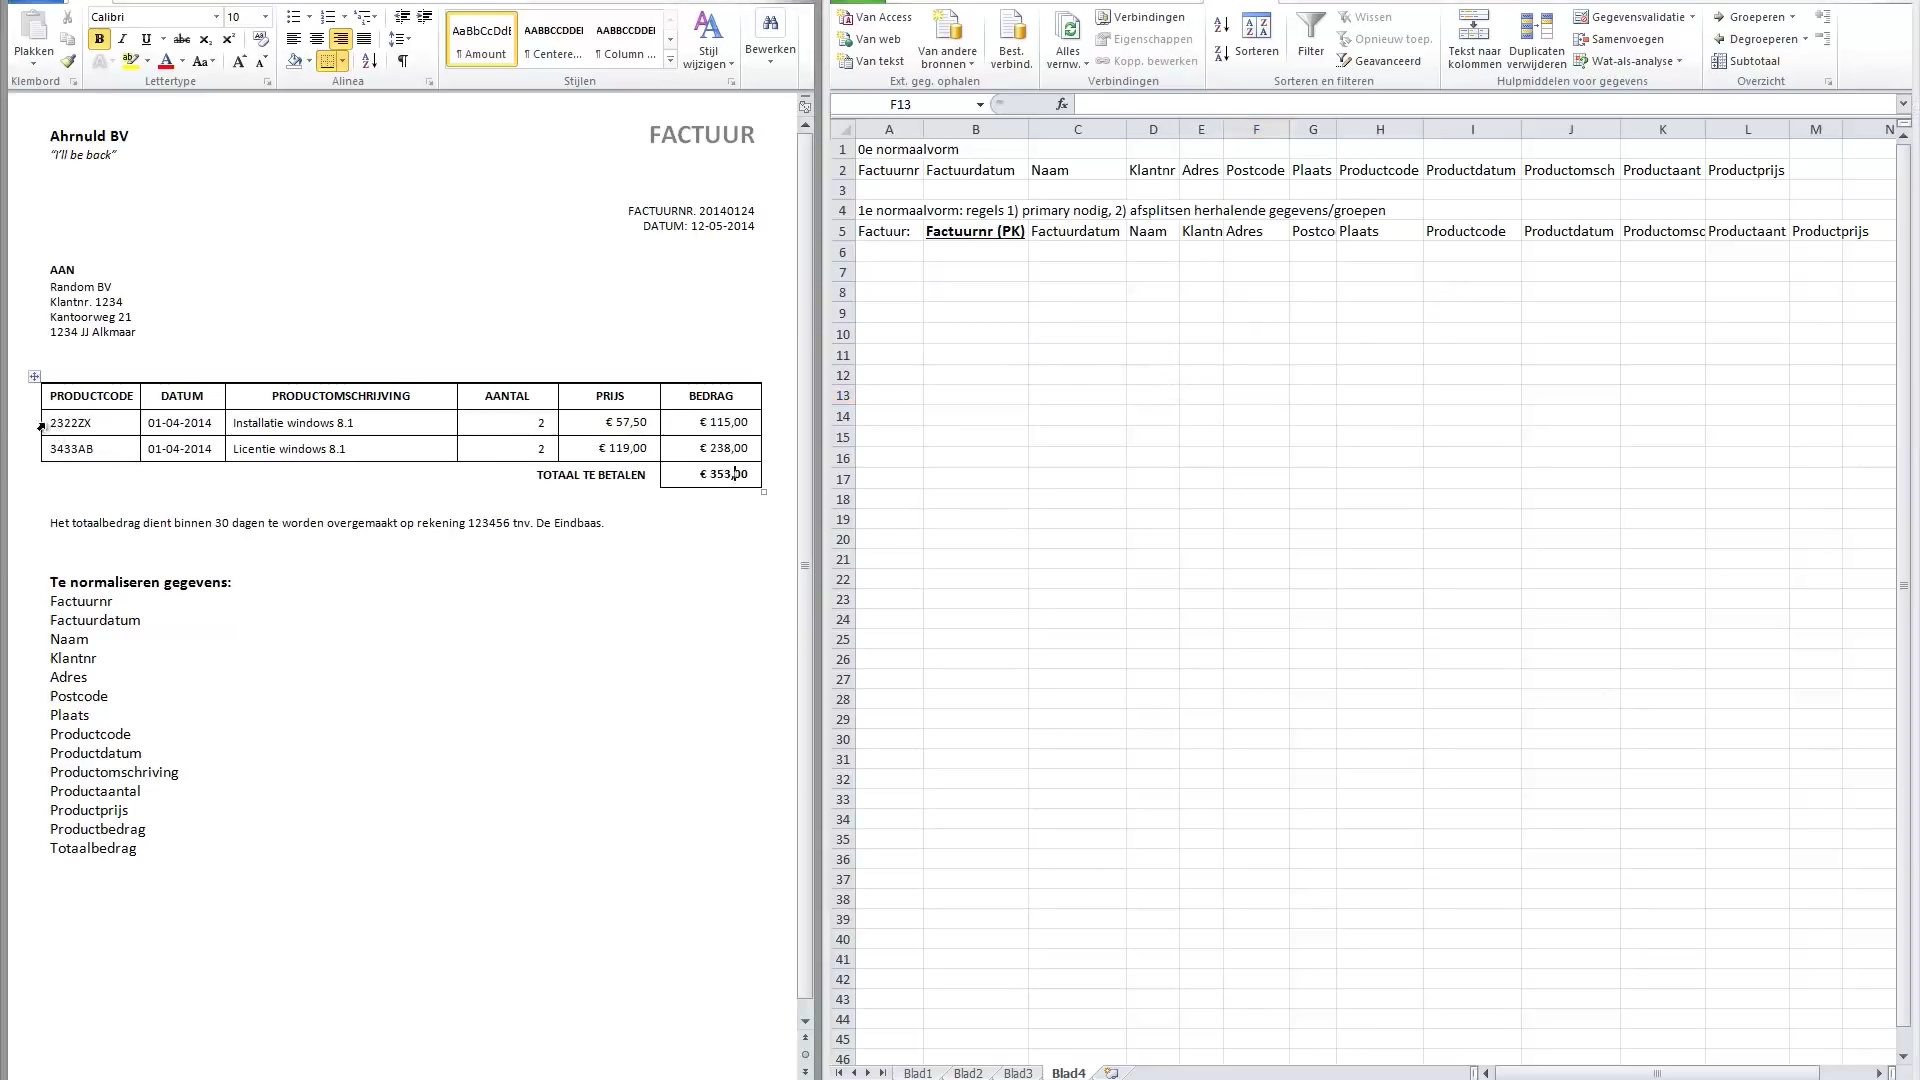 Calibri 10
Plakken
AaBbCcDdE AABBCCDDEI AABBCCDDEI
¶ Amount ¶ Centere... ¶ Column ...
Stijl wijzigen
Bewerken
Klembord Lettertype Alinea Stijlen
Van Access
Van web
Van tekst
Van andere bronnen
Best. verbind.
Alles vernw.
Verbindingen
Eigenschappen
Kopp. bewerken
Sorteren
Filter
Wissen
Opnieuw toep.
Geavanceerd
Tekst naar kolommen
Duplicaten verwijderen
Gegevensvalidatie
Samenvoegen
Wat-als-analyse
Groeperen
Degroeperen
Subtotaal
Ext. geg. ophalen Verbindingen Sorteren en filteren Hulpmiddelen voor gegevens Overzicht
F13 fx
Ahrnuld BV FACTUUR
“I’ll be back”
FACTUURNR. 20140124
DATUM: 12-05-2014
AAN
Random BV
Klantnr. 1234
Kantoorweg 21
1234 JJ Alkmaar
PRODUCTCODE DATUM PRODUCTOMSCHRIJVING AANTAL PRIJS BEDRAG
2322ZX 01-04-2014 Installatie windows 8.1 2 € 57,50 € 115,00
3433AB 01-04-2014 Licentie windows 8.1 2 € 119,00 € 238,00
TOTAAL TE BETALEN € 353,00
Het totaalbedrag dient binnen 30 dagen te worden overgemaakt op rekening 123456 tnv. De Eindbaas.
Te normaliseren gegevens:
Factuurnr
Factuurdatum
Naam
Klantnr
Adres
Postcode
Plaats
Productcode
Productdatum
Productomschriving
Productaantal
Productprijs
Productbedrag
Totaalbedrag
A B C D E F G H I J K L M N
1 0e normaalvorm
2 Factuurnr Factuurdatum Naam Klantnr Adres Postcode Plaats Productcode Productdatum Productomsch Productaant Productprijs
3
4 1e normaalvorm: regels 1) primary nodig, 2) afsplitsen herhalende gegevens/groepen
5 Factuur: Factuurnr (PK) Factuurdatum Naam Klantn Adres Postco Plaats Productcode Productdatum Productomsc Productaant Productprijs
6
7
8
9
10
11
12
13
14
15
16
17
18
19
20
21
22
23
24
25
26
27
28
29
30
31
32
33
34
35
36
37
38
39
40
41
42
43
44
45
46
Blad1 Blad2 Blad3 Blad4